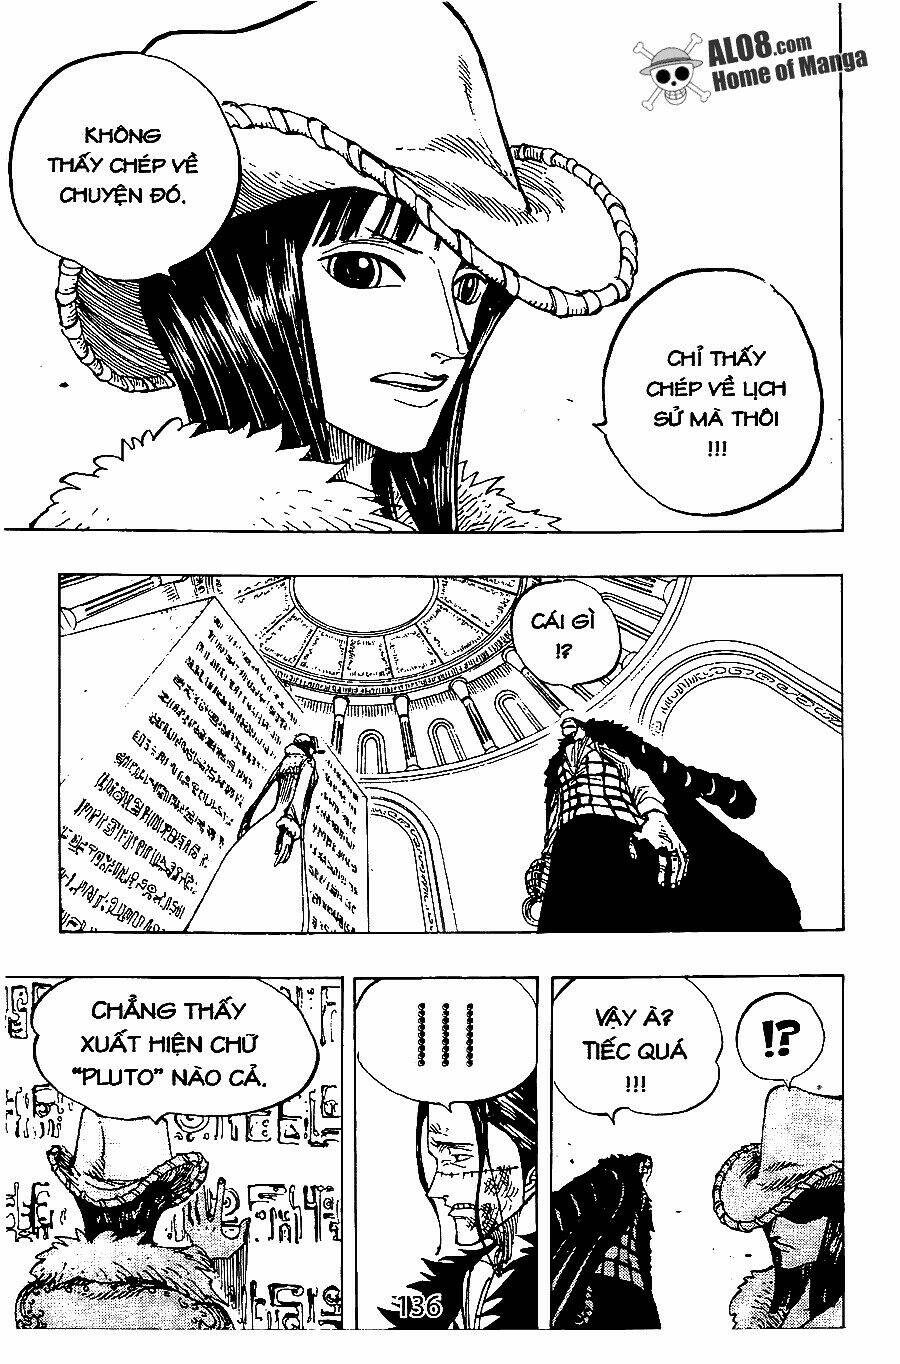 AL08.com
Home of Manga
KHÔNG
THẤY CHÉP VỀ
CHUYỆN ĐÓ.
CHỈ THẤY
CHÉP VỀ LỊCH
SỬ MÀ THÔI
!!!
CÁI GÌ
!?
CHẲNG THẤY
XUẤT HIỆN CHỮ
“PLUTO” NÀO CẢ.
VẬY À?
TIẾC QUÁ
!!!
!?
136